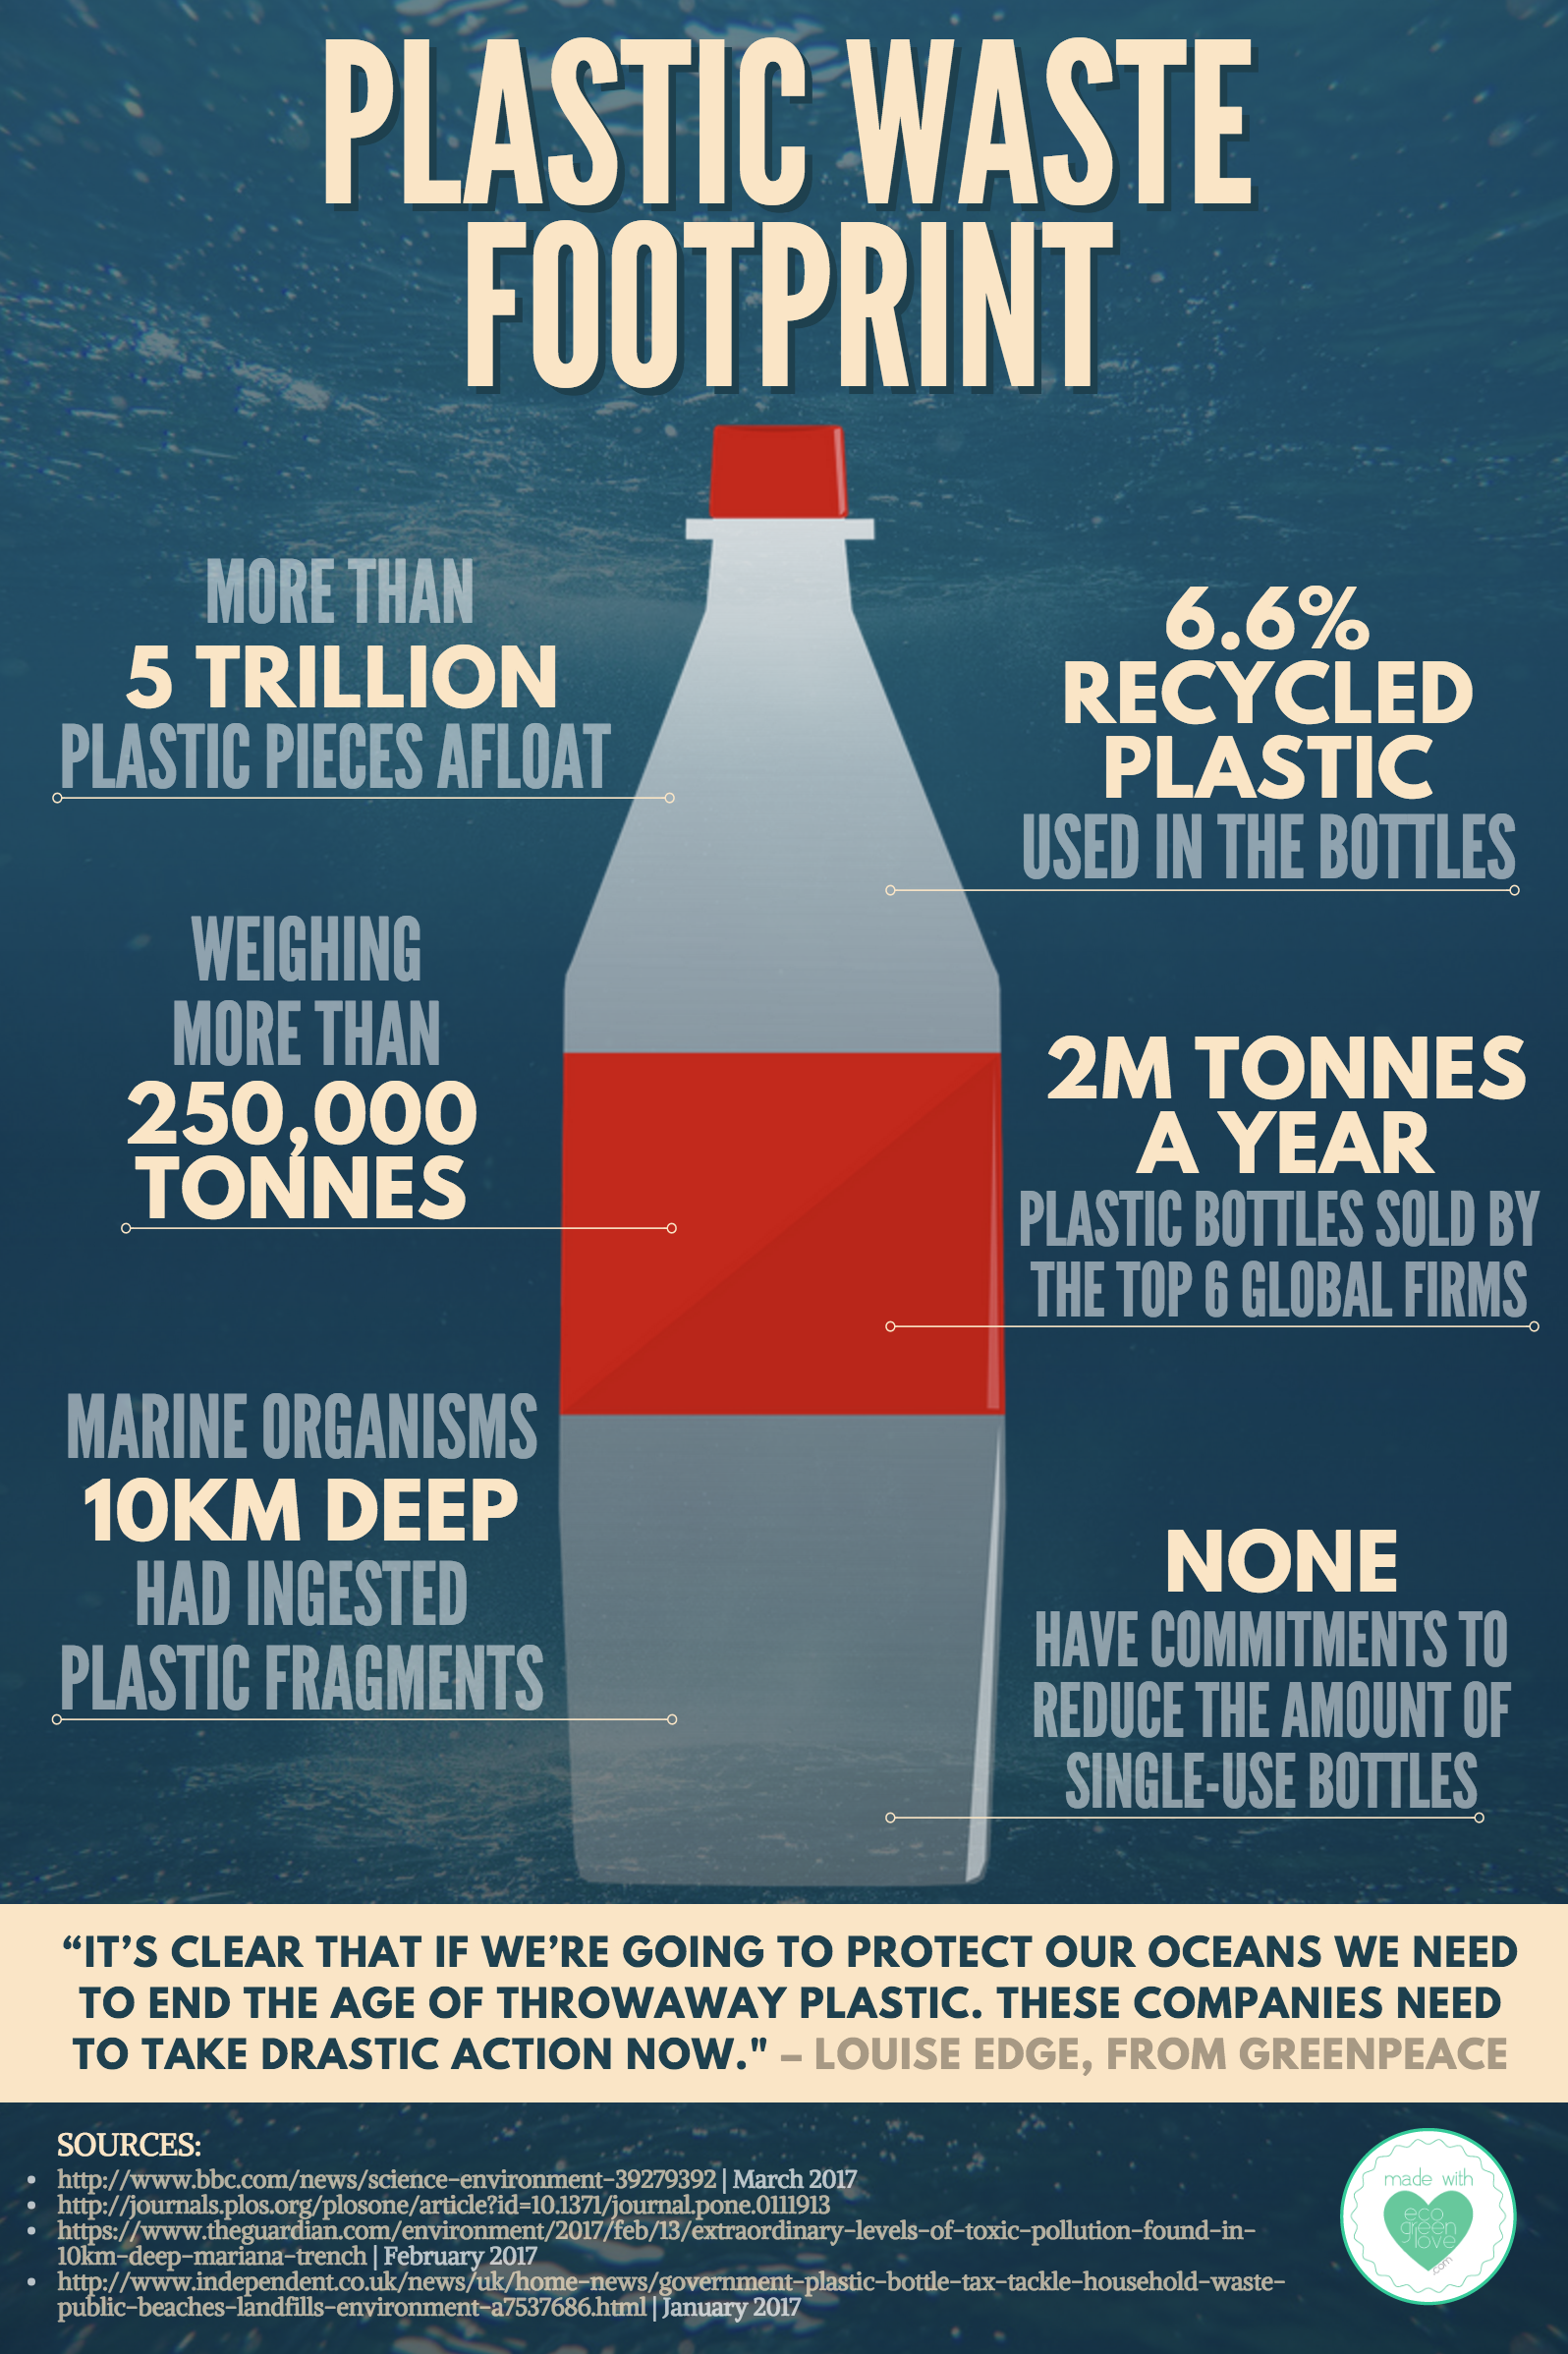 PLASTIC WASTE
FOOTPRINT
MORE THAN
5 TRILLION
PLASTIC PIECES AFLOAT
WEIGHING
MORE THAN
250,000
TONNES
MARINE ORGANISMS
10KM DEEP
HAD INGESTED
PLASTIC FRAGMENTS
6.6%
RECYCLED
PLASTIC
USED IN THE BOTTLES
2M TONNES
A YEAR
PLASTIC BOTTLES SOLD BY
THE TOP 6 GLOBAL FIRMS
NONE
HAVE COMMITMENTS TO
REDUCE THE AMOUNT OF
SINGLE-USE BOTTLES
“IT’S CLEAR THAT IF WE’RE GOING TO PROTECT OUR OCEANS WE NEED
TO END THE AGE OF THROWAWAY PLASTIC. THESE COMPANIES NEED
TO TAKE DRASTIC ACTION NOW." – LOUISE EDGE, FROM GREENPEACE
SOURCES:
• http://www.bbc.com/news/science-environment-39279392 | March 2017
• http://journals.plos.org/plosone/article?id=10.1371/journal.pone.0111913
• https://www.theguardian.com/environment/2017/feb/13/extraordinary-levels-of-toxic-pollution-found-in-
10km-deep-mariana-trench | February 2017
• http://www.independent.co.uk/news/uk/home-news/government-plastic-bottle-tax-tackle-household-waste-
public-beaches-landfills-environment-a7537686.html | January 2017
made with
eco
green
love
.com